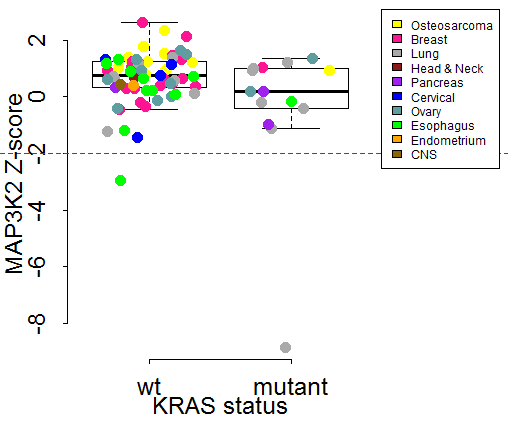 MAP3K2 Z-score
2
0
-2
-4
-6
-8
wt
mutant
KRAS status
Osteosarcoma
Breast
Lung
Head & Neck
Pancreas
Cervical
Ovary
Esophagus
Endometrium
CNS